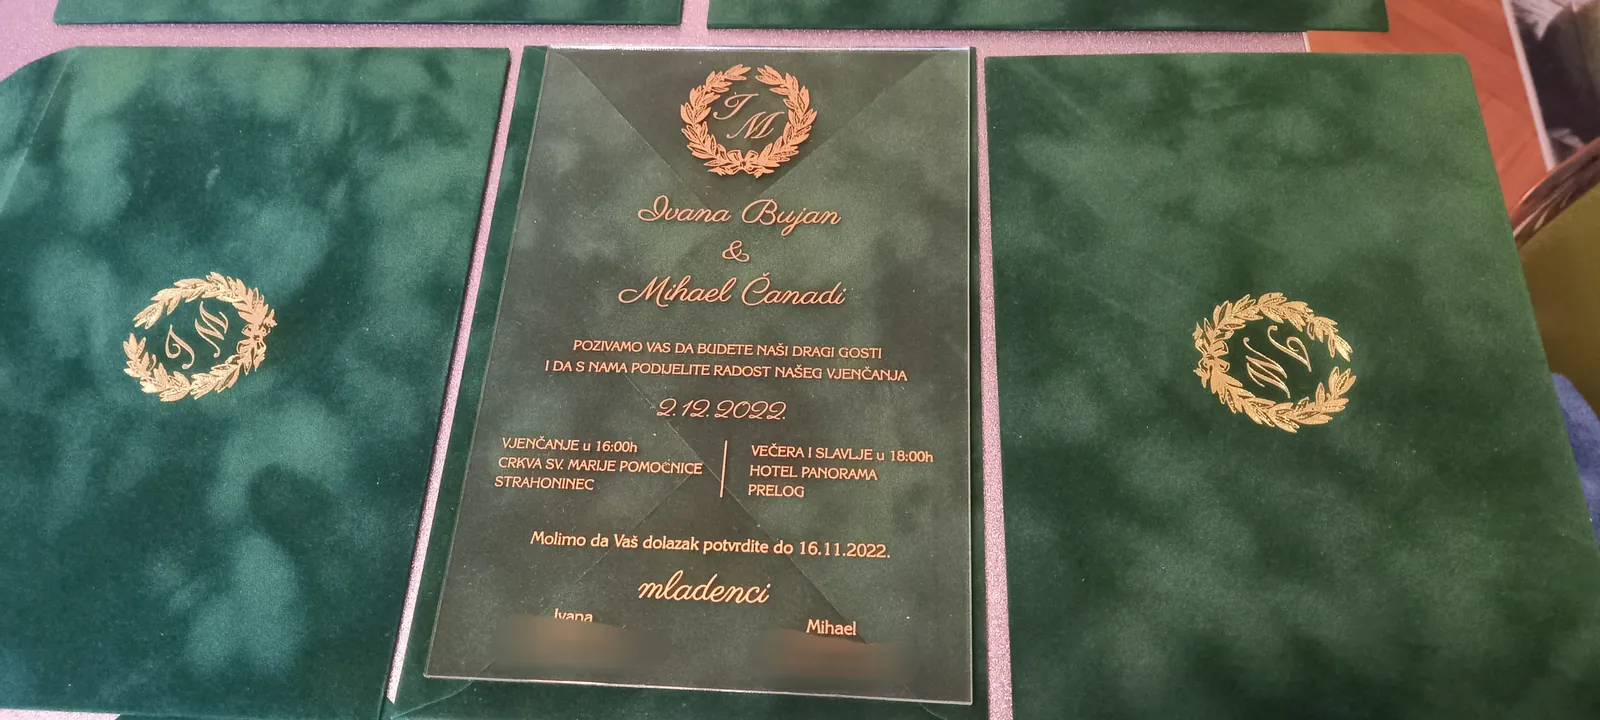 I M
Ivana Bujan
&
Mihael Čanadi
POZIVAMO VAS DA BUDETE NAŠI DRAGI GOSTI
I DA S NAMA PODIJELITE RADOST NAŠEG VJENČANJA
2.12.2022.
VJENČANJE u 16:00h
CRKVA SV. MARIJE POMOĆNICE
STRAHONINEC
VEČERA I SLAVLJE u 18:00h
HOTEL PANORAMA
PRELOG
Molimo da Vaš dolazak potvrdite do 16.11.2022.
mladenci
Ivana
Mihael
I M
I M